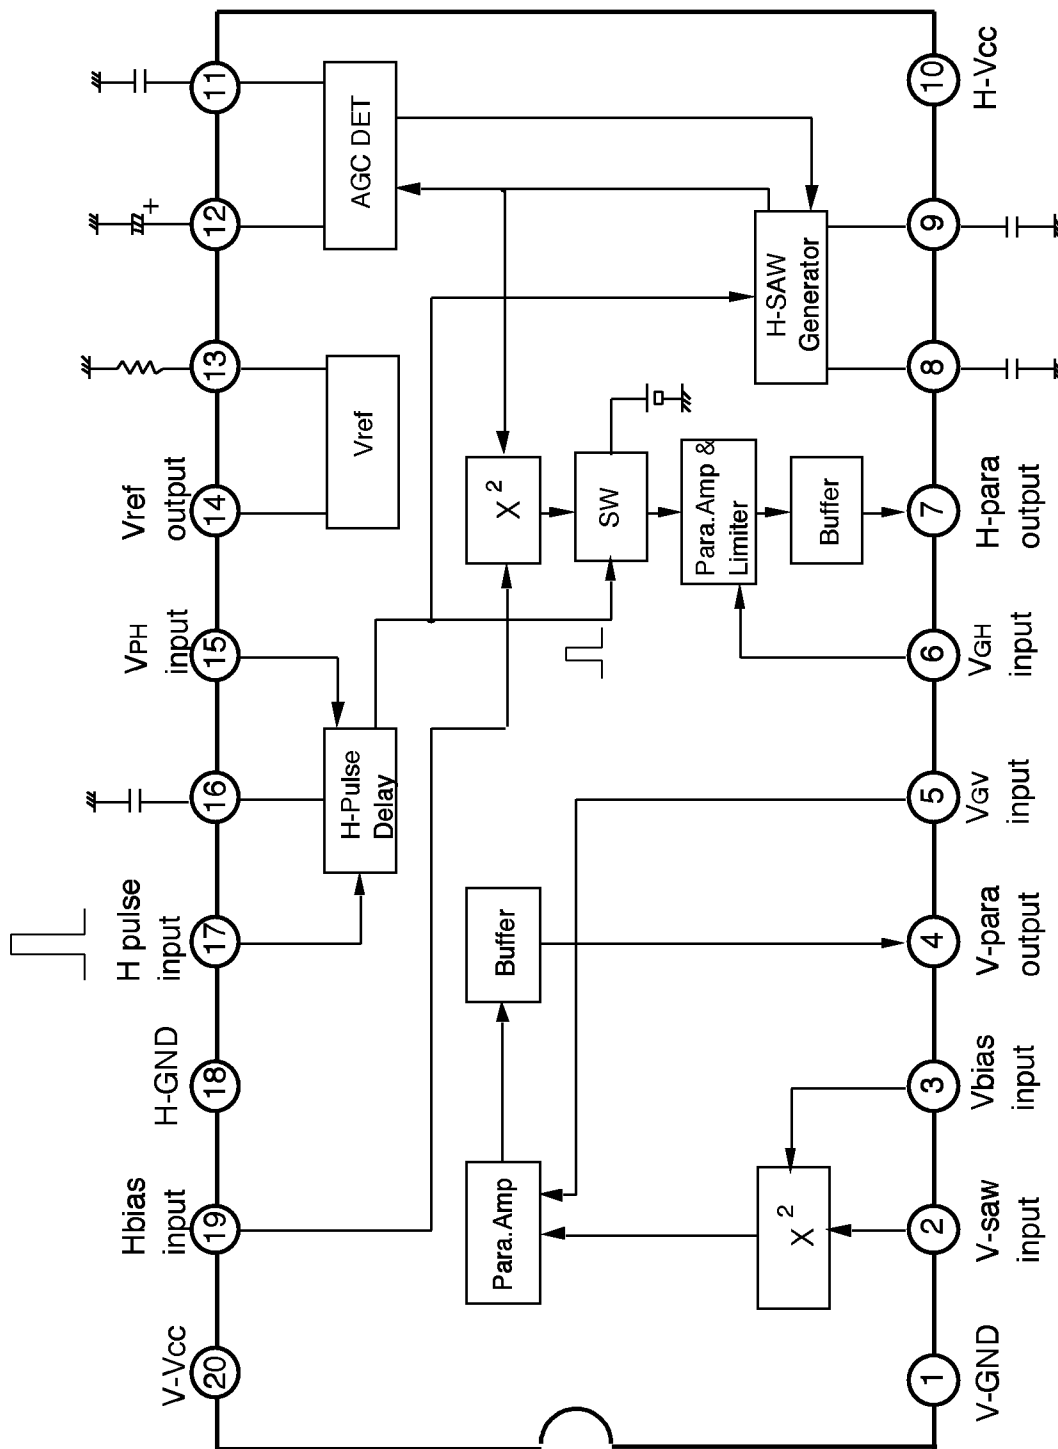 V-Vcc
Hbias
input
H-GND
H pulse
input
VPH
input
Vref
output
20
19
18
17
16
15
14
13
12
11
+
H-Pulse
Delay
Vref
AGC DET
Para.Amp
Buffer
X 2
SW
Para.Amp &
Limiter
Buffer
X 2
H-SAW
Generator
1
2
3
4
5
6
7
8
9
10
V-GND
V-saw
input
Vbias
input
V-para
output
VGV
input
VGH
input
H-para
output
H-Vcc